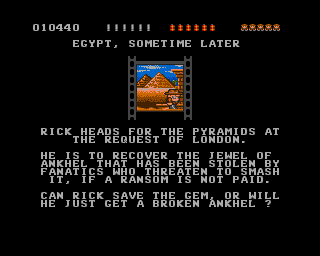 010440
EGYPT, SOMETIME LATER
RICK HEADS FOR THE PYRAMIDS AT
THE REQUEST OF LONDON.
HE IS TO RECOVER THE JEWEL OF
ANKHEL THAT HAS BEEN STOLEN BY
FANATICS WHO THREATEN TO SMASH
IT, IF A RANSOM IS NOT PAID.
CAN RICK SAVE THE GEM, OR WILL
HE JUST GET A BROKEN ANKHEL ?